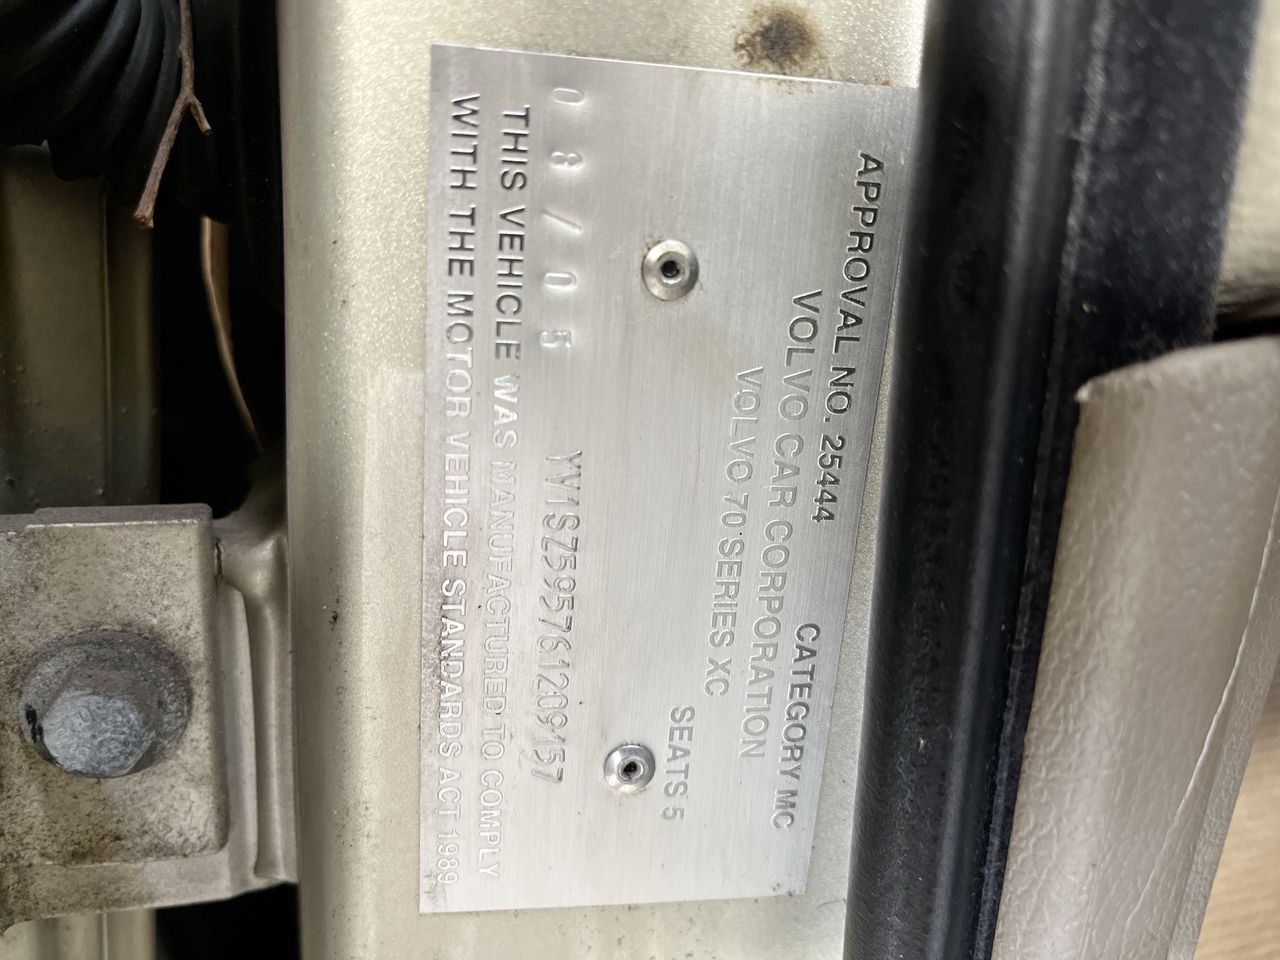 APPROVAL NO. 25444 CATEGORY MC
VOLVO CAR CORPORATION
VOLVO 70 SERIES XC
SEATS 5
08/05 YV1SZ595761209157
THIS VEHICLE WAS MANUFACTURED TO COMPLY
WITH THE MOTOR VEHICLE STANDARDS ACT 1989